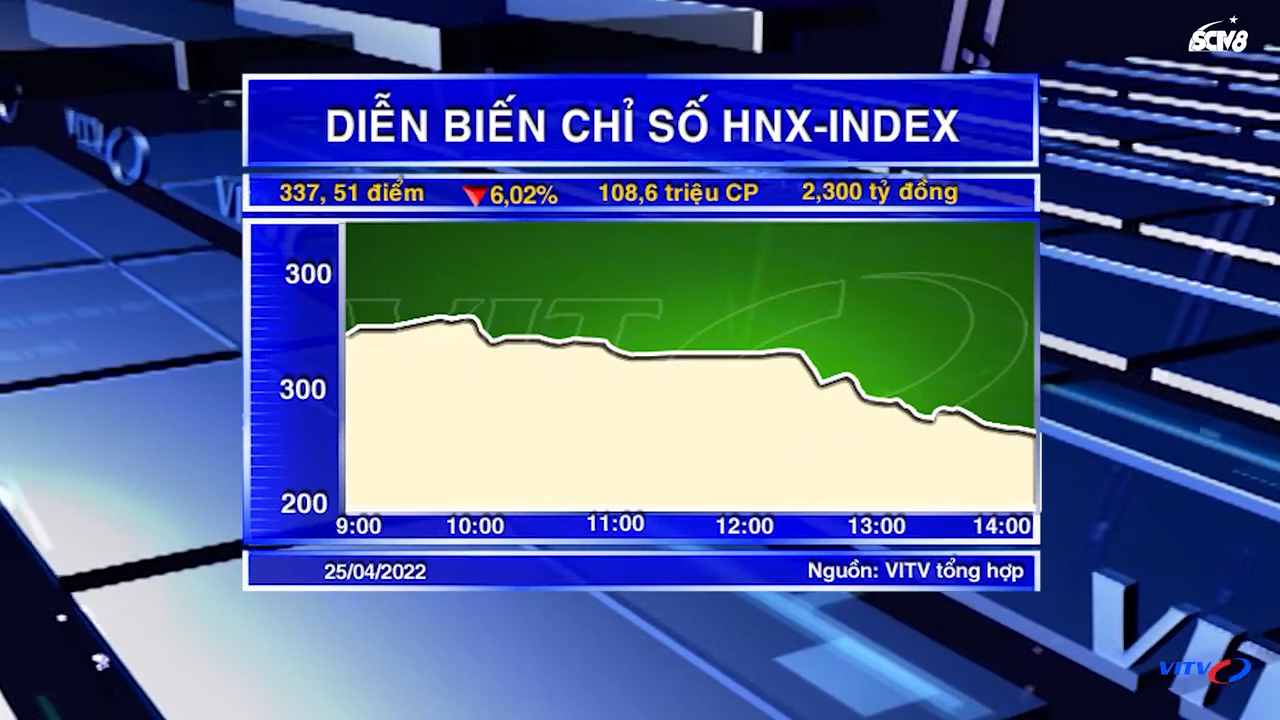 SCTV8
DIỄN BIẾN CHỈ SỐ HNX-INDEX
337, 51 điểm 6,02% 108,6 triệu CP 2,300 tỷ đồng
300
300
200
9:00 10:00 11:00 12:00 13:00 14:00
25/04/2022 Nguồn: VITV tổng hợp
VITV
VITV